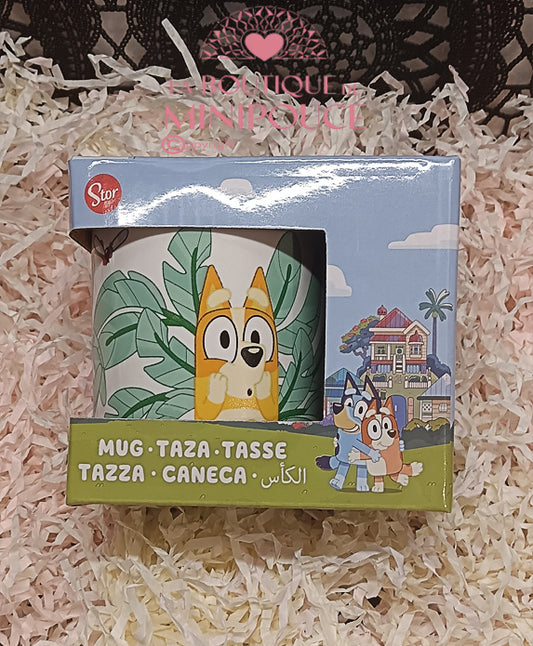 LA BOUTIQUE DE
MINIPOUCE
©
Stor
MUG · TAZA · TASSE
TAZZA · CANECA · الكأس